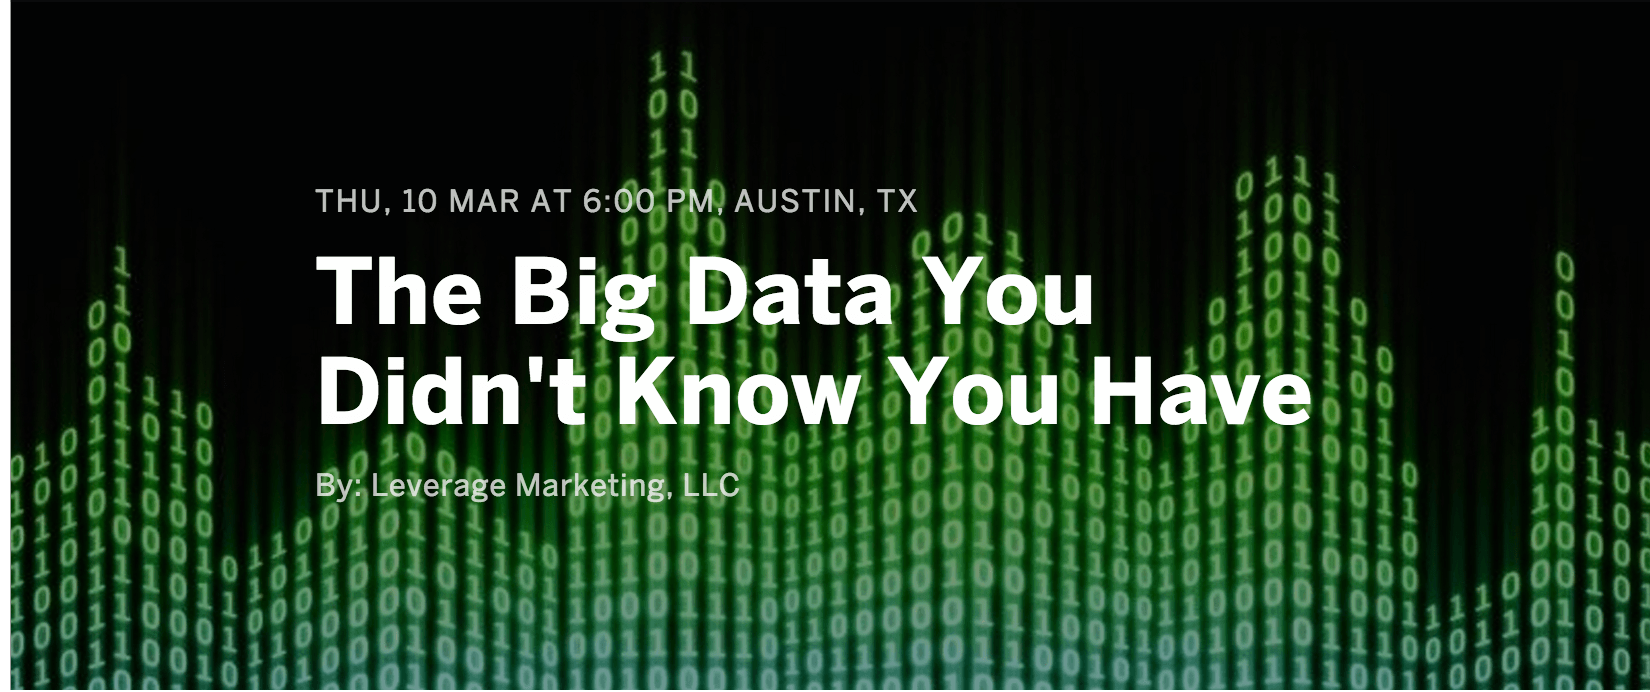 THU, 10 MAR AT 6:00 PM, AUSTIN, TX
The Big Data You
Didn't Know You Have
By: Leverage Marketing, LLC